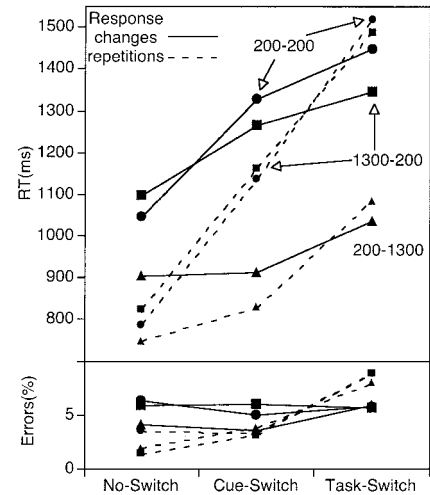 1500
1400
1300
1200
1100
1000
900
800
RT(ms)
Response
changes
repetitions
200-200
1300-200
200-1300
5
0
Errors(%)
No-Switch
Cue-Switch
Task-Switch